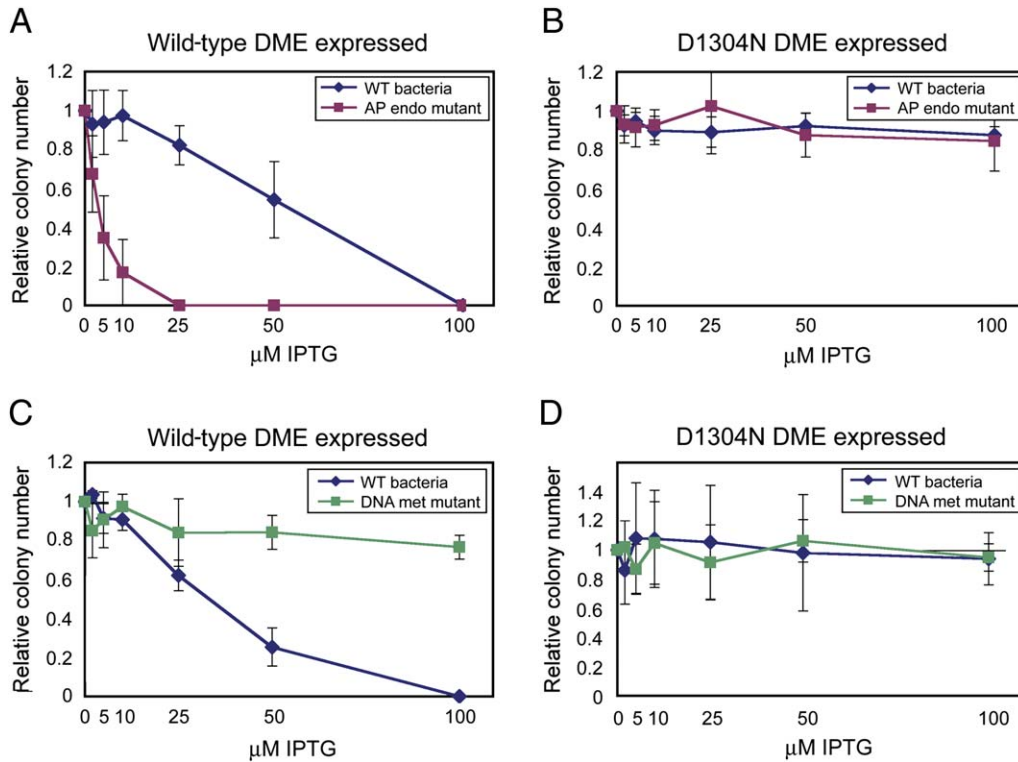 A
Wild-type DME expressed
Relative colony number
1.2
1
0.8
0.6
0.4
0.2
0
WT bacteria
AP endo mutant
0 5 10 25 50 100
μM IPTG
B
D1304N DME expressed
Relative colony number
1.2
1
0.8
0.6
0.4
0.2
0
WT bacteria
AP endo mutant
0 5 10 25 50 100
μM IPTG
C
Wild-type DME expressed
Relative colony number
1.2
1
0.8
0.6
0.4
0.2
0
WT bacteria
DNA met mutant
0 5 10 25 50 100
μM IPTG
D
D1304N DME expressed
Relative colony number
1.4
1.2
1
0.8
0.6
0.4
0.2
0
WT bacteria
DNA met mutant
0 5 10 25 50 100
μM IPTG